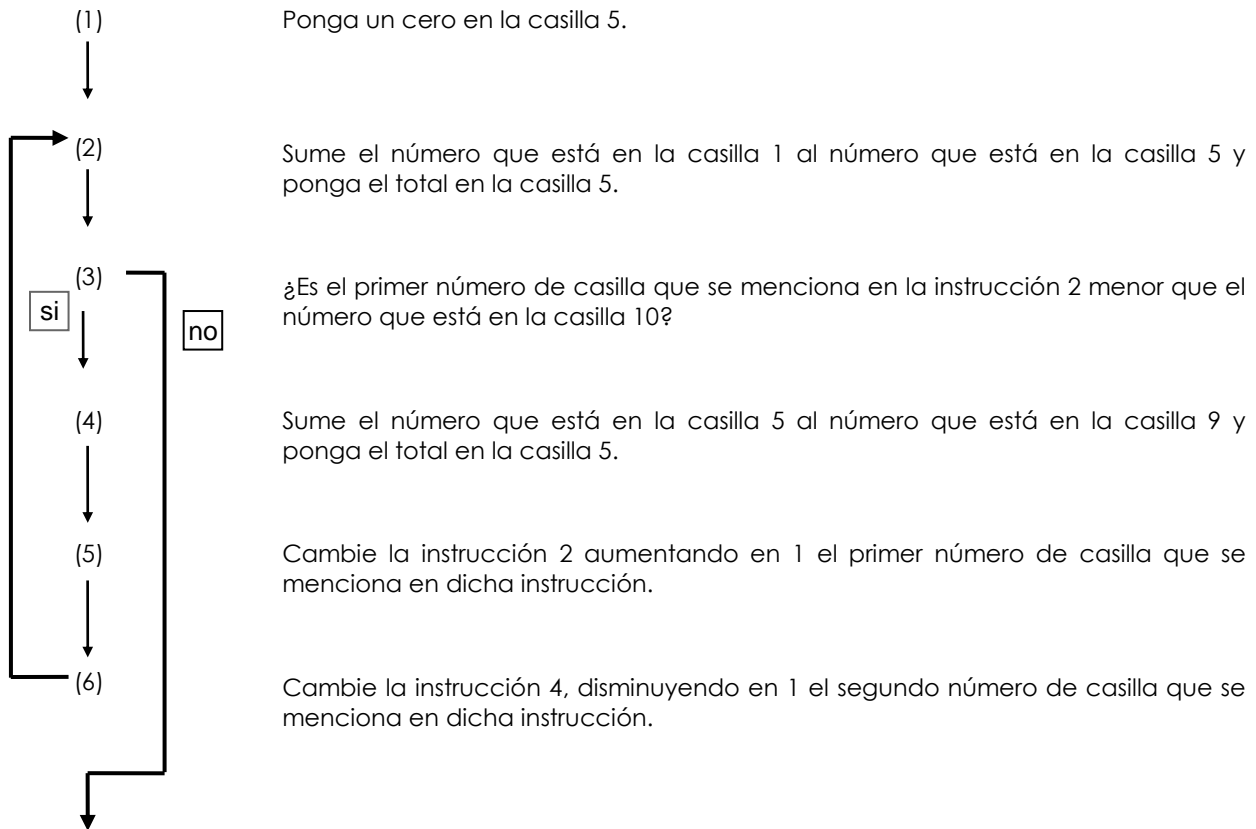 (1) Ponga un cero en la casilla 5.
(2) Sume el número que está en la casilla 1 al número que está en la casilla 5 y
ponga el total en la casilla 5.
(3) ¿Es el primer número de casilla que se menciona en la instrucción 2 menor que el
si no número que está en la casilla 10?
(4) Sume el número que está en la casilla 5 al número que está en la casilla 9 y
ponga el total en la casilla 5.
(5) Cambie la instrucción 2 aumentando en 1 el primer número de casilla que se
menciona en dicha instrucción.
(6) Cambie la instrucción 4, disminuyendo en 1 el segundo número de casilla que se
menciona en dicha instrucción.